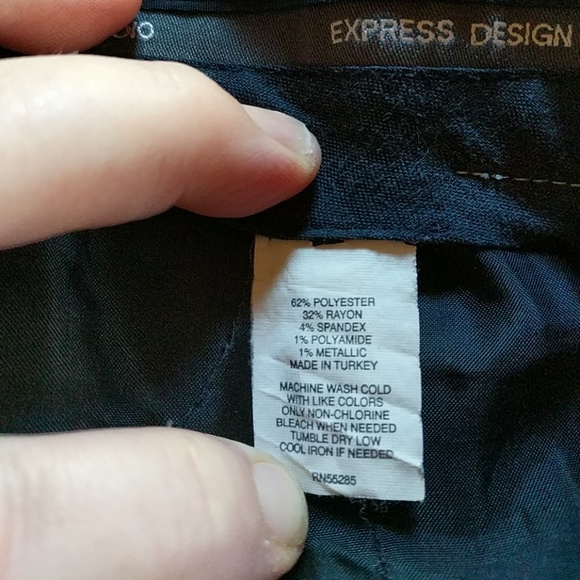 EXPRESS DESIGN
62% POLYESTER
32% RAYON
4% SPANDEX
1% POLYAMIDE
1% METALLIC
MADE IN TURKEY
MACHINE WASH COLD
WITH LIKE COLORS
ONLY NON-CHLORINE
BLEACH WHEN NEEDED
TUMBLE DRY LOW
COOL IRON IF NEEDED
RN55285